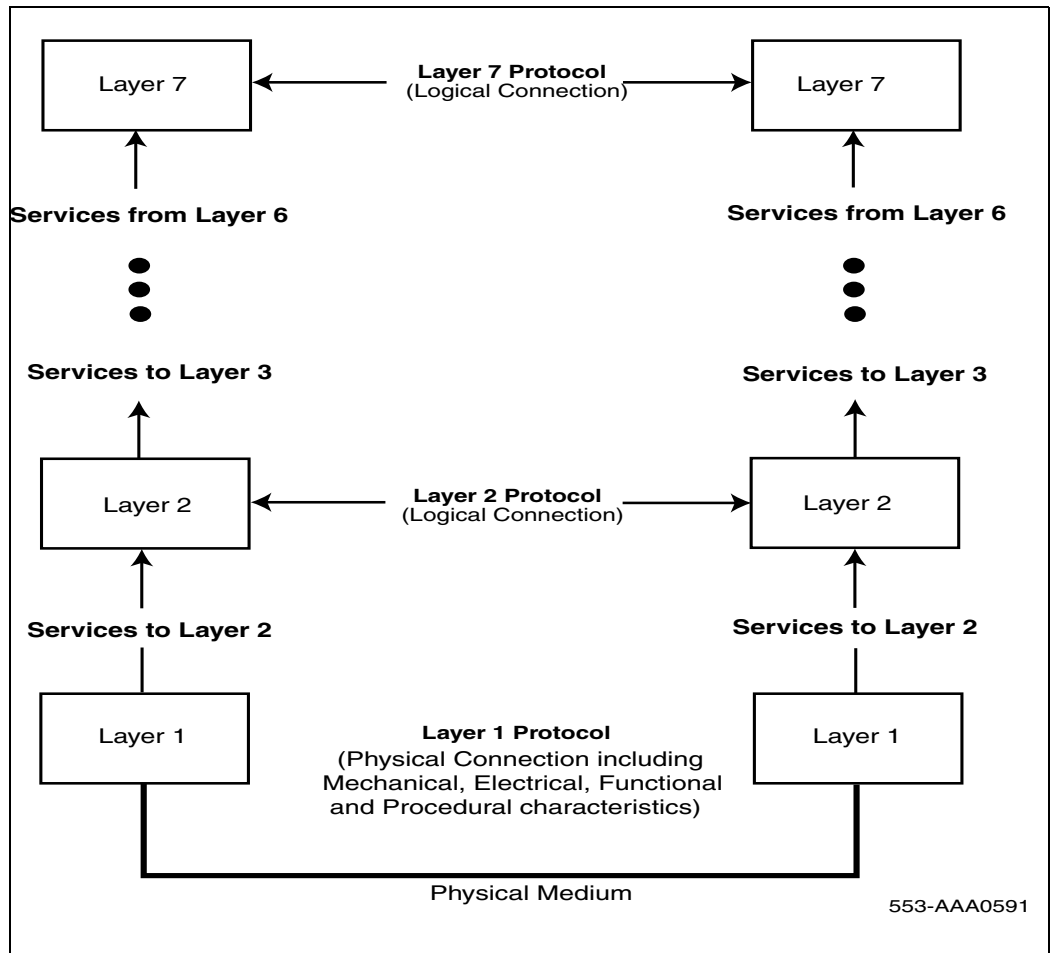 Layer 7
Layer 7 Protocol
(Logical Connection)
Layer 7
Services from Layer 6
Services from Layer 6
Services to Layer 3
Services to Layer 3
Layer 2
Layer 2 Protocol
(Logical Connection)
Layer 2
Services to Layer 2
Services to Layer 2
Layer 1
Layer 1 Protocol
(Physical Connection including
Mechanical, Electrical, Functional
and Procedural characteristics)
Layer 1
Physical Medium
553-AAA0591